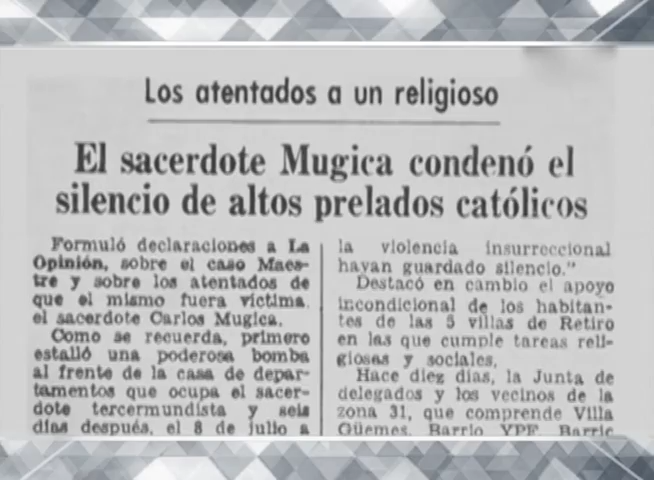 Los atentados a un religioso
El sacerdote Mugica condenó el
silencio de altos prelados católicos
Formuló declaraciones a La
Opinión, sobre el caso Maes-
tre y sobre los atentados de
que el mismo fuera víctima,
el sacerdote Carlos Mugica.
Como se recuerda, primero
estalló una poderosa bomba
al frente de la casa de depar-
tamentos que ocupa el sacer-
dote tercermundista y seis
días después, el 8 de julio a
la violencia insurreccional
hayan guardado silencio."
Destacó en cambio el apoyo
incondicional de los habitan-
tes de las 5 villas de Retiro
en las que cumple tareas reli-
giosas y sociales,
Hace dieg días, la Junta de
delegados y los vecinos de la
zona 31, que comprende Villa
Güemes, Barrio YPF, Barrio